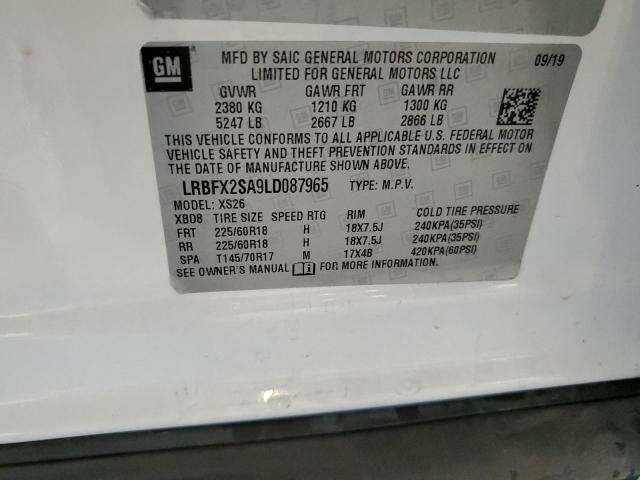 GM
MFD BY SAIC GENERAL MOTORS CORPORATION 09/19
LIMITED FOR GENERAL MOTORS LLC
GVWR GAWR FRT GAWR RR
2380 KG 1210 KG 1300 KG
5247 LB 2667 LB 2866 LB
THIS VEHICLE CONFORMS TO ALL APPLICABLE U.S. FEDERAL MOTOR
VEHICLE SAFETY AND THEFT PREVENTION STANDARDS IN EFFECT ON
THE DATE OF MANUFACTURE SHOWN ABOVE.
LRBFX2SA9LD087965 TYPE: M.P.V.
MODEL: XS26
XBD8 TIRE SIZE SPEED RTG RIM COLD TIRE PRESSURE
FRT 225/60R18 H 18X7.5J 240KPA(35PSI)
RR 225/60R18 H 18X7.5J 240KPA(35PSI)
SPA T145/70R17 M 17X4B 420KPA(60PSI)
SEE OWNER'S MANUAL FOR MORE INFORMATION.